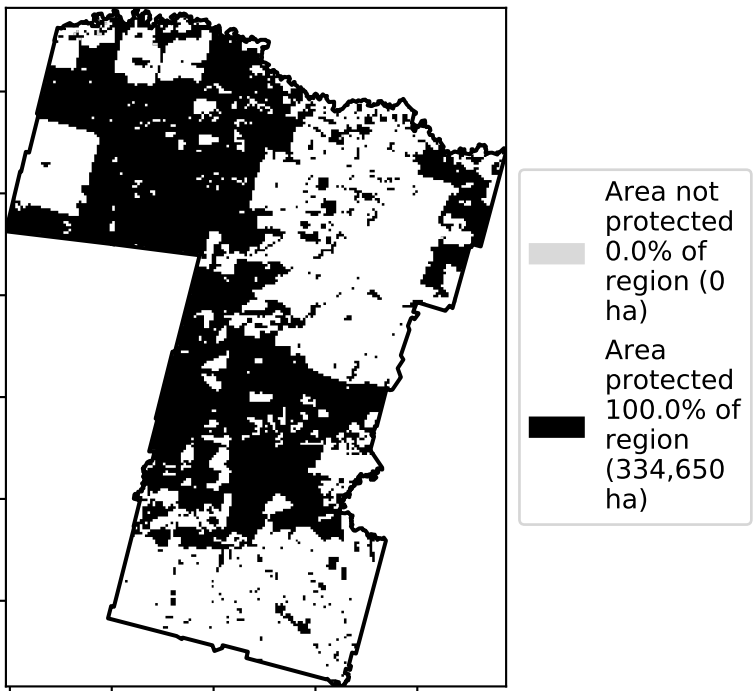 Area not
protected
0.0% of
region (0
ha)
Area
protected
100.0% of
region
(334,650
ha)